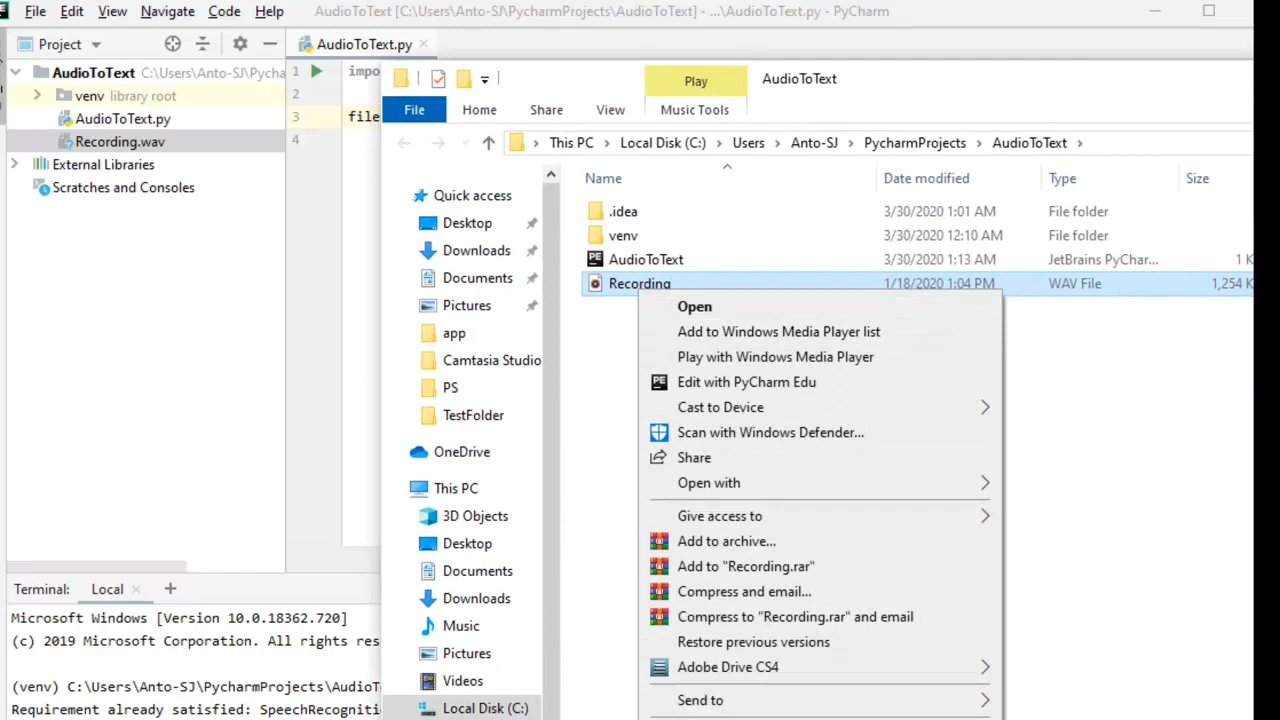 File Edit View Navigate Code Help AudioToText [C:\Users\Anto-SJ\PycharmProjects\AudioToText] - ...\AudioToText.py - PyCharm
Project
AudioToText C:\Users\Anto-SJ\Pycha
venv library root
AudioToText.py
Recording.wav
External Libraries
Scratches and Consoles
AudioToText.py
1 impo
2
3 file
4
Play AudioToText
File Home Share View Music Tools
This PC Local Disk (C:) Users Anto-SJ PycharmProjects AudioToText
Quick access
Desktop
Downloads
Documents
Pictures
app
Camtasia Studio
PS
TestFolder
OneDrive
This PC
3D Objects
Desktop
Documents
Downloads
Music
Pictures
Videos
Local Disk (C:)
Name Date modified Type Size
.idea 3/30/2020 1:01 AM File folder
venv 3/30/2020 12:10 AM File folder
AudioToText 3/30/2020 1:13 AM JetBrains PyChar... 1 K
Recording 1/18/2020 1:04 PM WAV File 1,254 K
Open
Add to Windows Media Player list
Play with Windows Media Player
Edit with PyCharm Edu
Cast to Device
Scan with Windows Defender...
Share
Open with
Give access to
Add to archive...
Add to "Recording.rar"
Compress and email...
Compress to "Recording.rar" and email
Restore previous versions
Adobe Drive CS4
Send to
Terminal: Local
Microsoft Windows [Version 10.0.18362.720]
(c) 2019 Microsoft Corporation. All rights res
(venv) C:\Users\Anto-SJ\PycharmProjects\AudioT
Requirement already satisfied: SpeechRecogniti